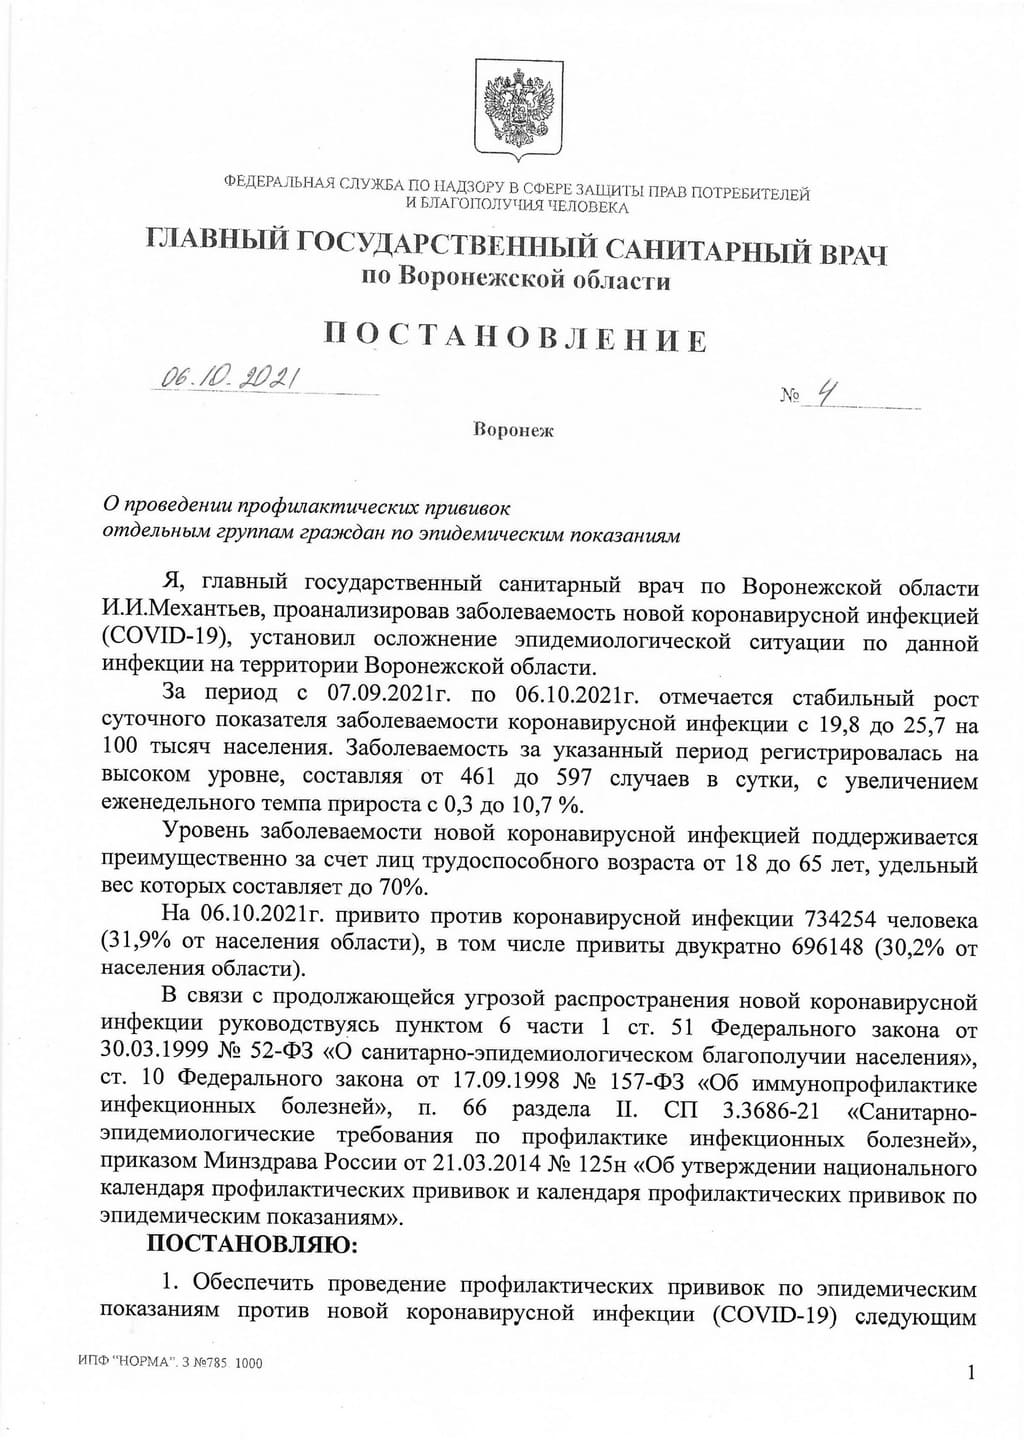 ФЕДЕРАЛЬНАЯ СЛУЖБА ПО НАДЗОРУ В СФЕРЕ ЗАЩИТЫ ПРАВ ПОТРЕБИТЕЛЕЙ
И БЛАГОПОЛУЧИЯ ЧЕЛОВЕКА
ГЛАВНЫЙ ГОСУДАРСТВЕННЫЙ САНИТАРНЫЙ ВРАЧ
по Воронежской области
ПОСТАНОВЛЕНИЕ
06.10.2021
№ 4
Воронеж
О проведении профилактических прививок
отдельным группам граждан по эпидемическим показаниям
Я, главный государственный санитарный врач по Воронежской области
И.И.Механтьев, проанализировав заболеваемость новой коронавирусной инфекцией
(COVID-19), установил осложнение эпидемиологической ситуации по данной
инфекции на территории Воронежской области.
За период с 07.09.2021г. по 06.10.2021г. отмечается стабильный рост
суточного показателя заболеваемости коронавирусной инфекции с 19,8 до 25,7 на
100 тысяч населения. Заболеваемость за указанный период регистрировалась на
высоком уровне, составляя от 461 до 597 случаев в сутки, с увеличением
еженедельного темпа прироста с 0,3 до 10,7 %.
Уровень заболеваемости новой коронавирусной инфекцией поддерживается
преимущественно за счет лиц трудоспособного возраста от 18 до 65 лет, удельный
вес которых составляет до 70%.
На 06.10.2021г. привито против коронавирусной инфекции 734254 человека
(31,9% от населения области), в том числе привиты двукратно 696148 (30,2% от
населения области).
В связи с продолжающейся угрозой распространения новой коронавирусной
инфекции руководствуясь пунктом 6 части 1 ст. 51 Федерального закона от
30.03.1999 № 52-ФЗ «О санитарно-эпидемиологическом благополучии населения»,
ст. 10 Федерального закона от 17.09.1998 № 157-ФЗ «Об иммунопрофилактике
инфекционных болезней», п. 66 раздела II. СП 3.3686-21 «Санитарно-
эпидемиологические требования по профилактике инфекционных болезней»,
приказом Минздрава России от 21.03.2014 № 125н «Об утверждении национального
календаря профилактических прививок и календаря профилактических прививок по
эпидемическим показаниям».
ПОСТАНОВЛЯЮ:
1. Обеспечить проведение профилактических прививок по эпидемическим
показаниям против новой коронавирусной инфекции (COVID-19) следующим
ИПФ "НОРМА". З №785 1000
1